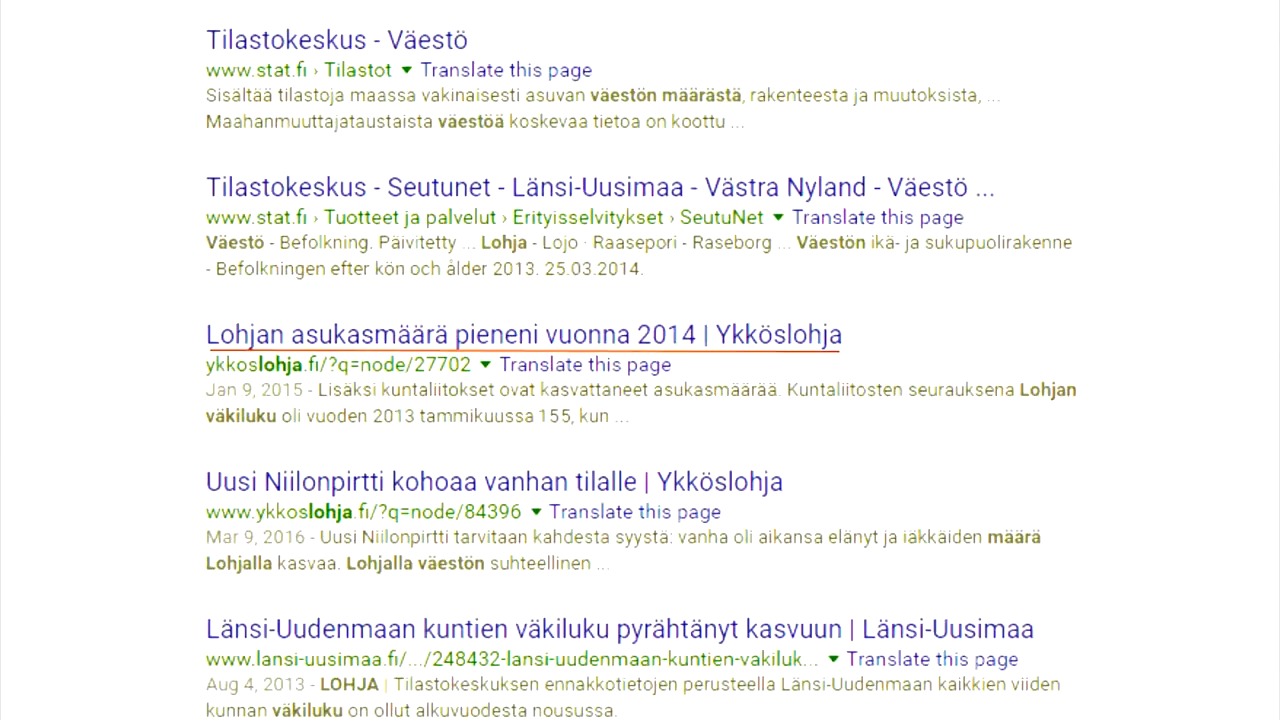 Tilastokeskus - Väestö
www.stat.fi › Tilastot ▼ Translate this page
Sisältää tilastoja maassa vakinaisesti asuvan väestön määrästä, rakenteesta ja muutoksista, ...
Maahanmuuttajataustaista väestöä koskevaa tietoa on koottu ...
Tilastokeskus - Seutunet - Länsi-Uusimaa - Västra Nyland - Väestö ...
www.stat.fi › Tuotteet ja palvelut › Erityisselvitykset › SeutuNet ▼ Translate this page
Väestö - Befolkning. Päivitetty ... Lohja - Lojo · Raasepori - Raseborg ... Väestön ikä- ja sukupuolirakenne
- Befolkningen efter kön och ålder 2013. 25.03.2014.
Lohjan asukasmäärä pieneni vuonna 2014 | Ykköslohja
ykkoslohja.fi/?q=node/27702 ▼ Translate this page
Jan 9, 2015 - Lisäksi kuntaliitokset ovat kasvattaneet asukasmäärää. Kuntaliitosten seurauksena Lohjan
väkiluku oli vuoden 2013 tammikuussa 155, kun ...
Uusi Niilonpirtti kohoaa vanhan tilalle | Ykköslohja
www.ykkoslohja.fi/?q=node/84396 ▼ Translate this page
Mar 9, 2016 - Uusi Niilonpirtti tarvitaan kahdesta syystä: vanha oli aikansa elänyt ja iäkkäiden määrä
Lohjalla kasvaa. Lohjalla väestön suhteellinen ...
Länsi-Uudenmaan kuntien väkiluku pyrähtänyt kasvuun | Länsi-Uusimaa
www.lansi-uusimaa.fi/.../248432-lansi-uudenmaan-kuntien-vakiluk... ▼ Translate this page
Aug 4, 2013 - LOHJA | Tilastokeskuksen ennakkotietojen perusteella Länsi-Uudenmaan kaikkien viiden
kunnan väkiluku on ollut alkuvuodesta nousussa.